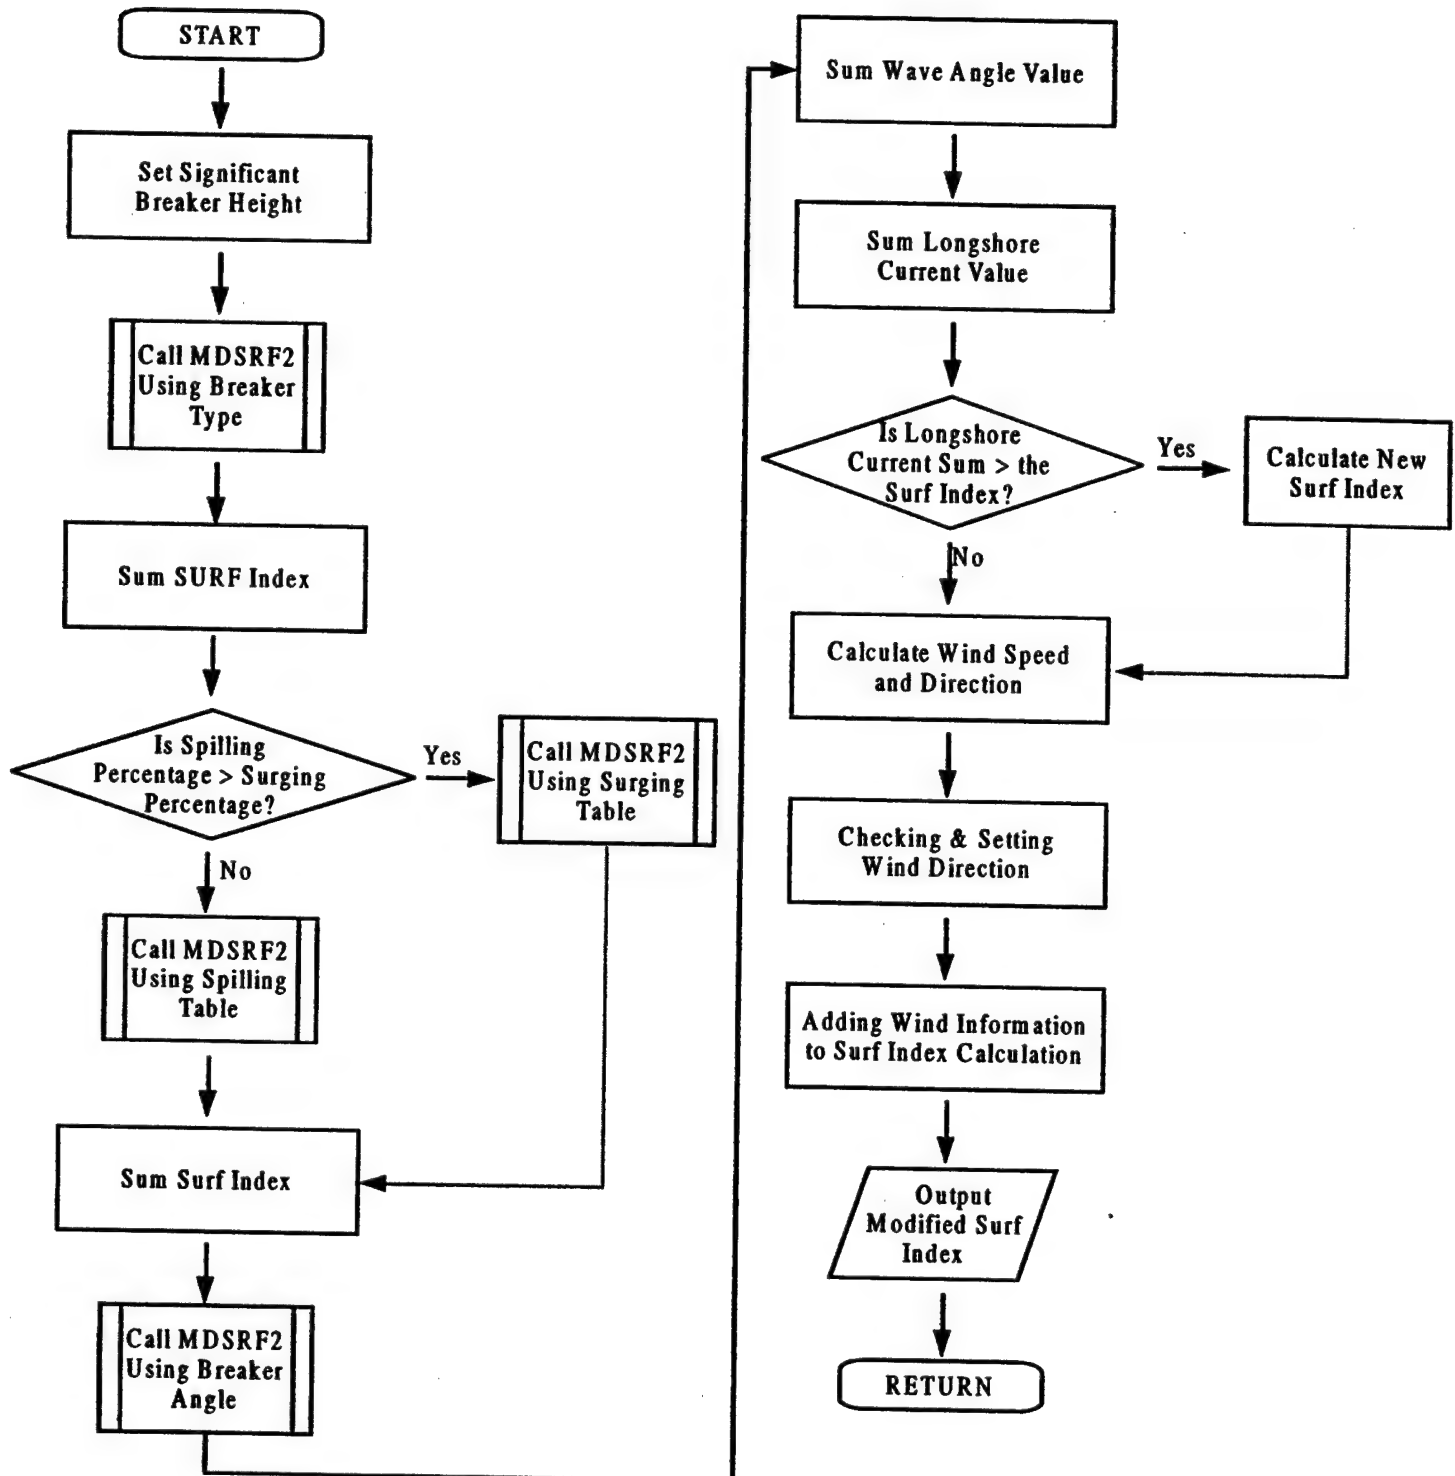 START
Set Significant
Breaker Height
Call MDSRF2
Using Breaker
Type
Sum SURF Index
Is Spilling
Percentage > Surging
Percentage?
Yes
Call MDSRF2
Using Surging
Table
No
Call MDSRF2
Using Spilling
Table
Sum Surf Index
Call MDSRF2
Using Breaker
Angle
Sum Wave Angle Value
Sum Longshore
Current Value
Is Longshore
Current Sum > the
Surf Index?
Yes
Calculate New
Surf Index
No
Calculate Wind Speed
and Direction
Checking & Setting
Wind Direction
Adding Wind Information
to Surf Index Calculation
Output
Modified Surf
Index
RETURN